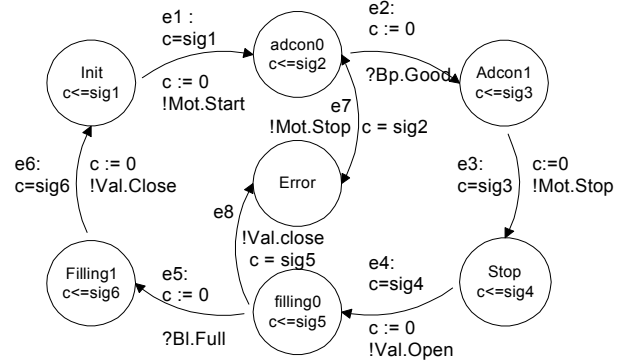 e1 :
c=sig1
c := 0
!Mot.Start
Init
c<=sig1
adcon0
c<=sig2
e2:
c := 0
?Bp.Good
Adcon1
c<=sig3
e7
!Mot.Stop
c = sig2
Error
e3:
c=sig3
c:=0
!Mot.Stop
e6:
c=sig6
c := 0
!Val.Close
e8
!Val.close
c = sig5
Filling1
c<=sig6
e5:
c := 0
?Bl.Full
filling0
c<=sig5
e4:
c=sig4
c := 0
!Val.Open
Stop
c<=sig4